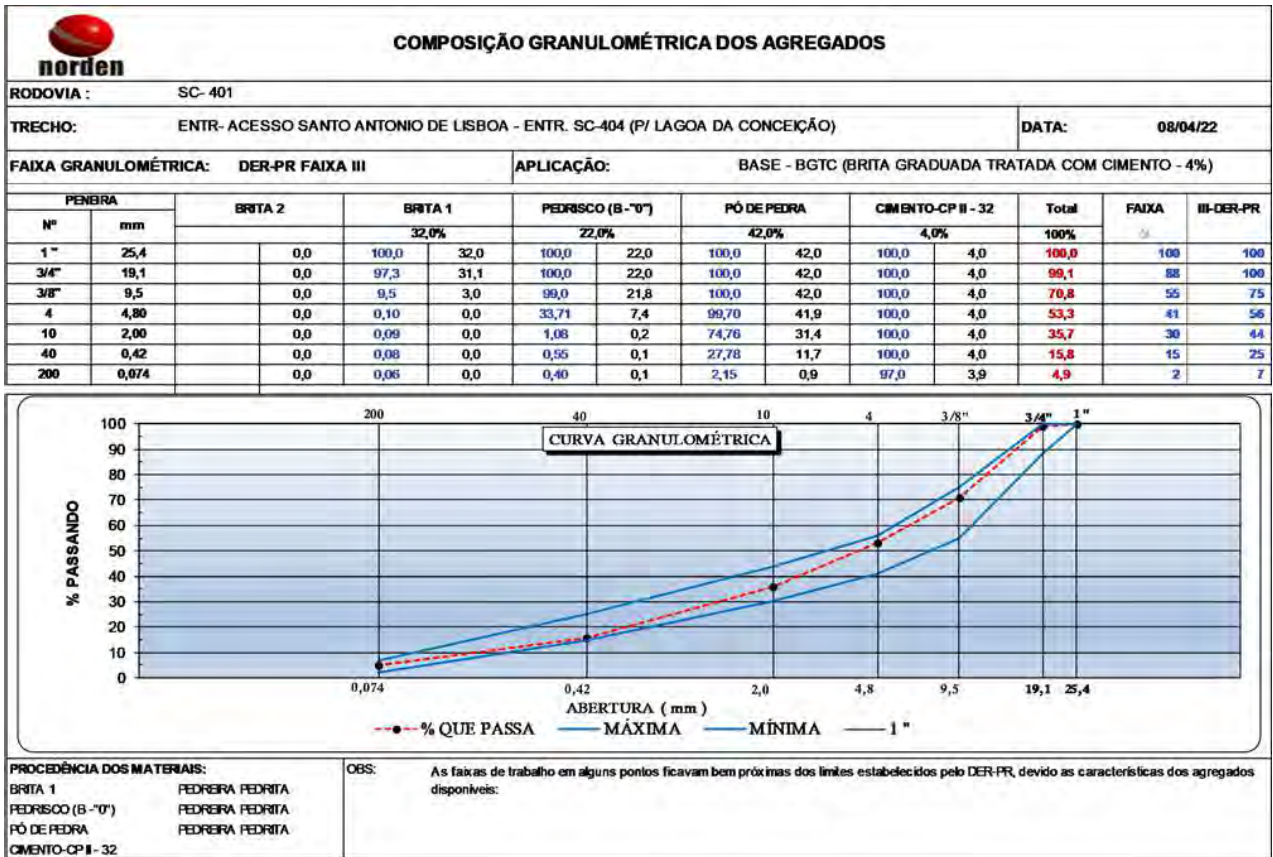 norden
COMPOSIÇÃO GRANULOMÉTRICA DOS AGREGADOS
RODOVIA : SC- 401
TRECHO: ENTR- ACESSO SANTO ANTONIO DE LISBOA - ENTR. SC-404 (P/ LAGOA DA CONCEIÇÃO) DATA: 08/04/22
FAIXA GRANULOMÉTRICA: DER-PR FAIXA III APLICAÇÃO: BASE - BGTC (BRITA GRADUADA TRATADA COM CIMENTO - 4%)
PENEIRA BRITA 2 BRITA 1 PEDRISCO (B -"0") PÓ DE PEDRA CIMENTO-CP II - 32 Total FAIXA III-DER-PR
Nº mm 32,0% 22,0% 42,0% 4,0% 100%
1 " 25,4 0,0 100,0 32,0 100,0 22,0 100,0 42,0 100,0 4,0 100,0 100 100
3/4" 19,1 0,0 97,3 31,1 100,0 22,0 100,0 42,0 100,0 4,0 99,1 88 100
3/8" 9,5 0,0 9,5 3,0 99,0 21,8 100,0 42,0 100,0 4,0 70,8 55 75
4 4,80 0,0 0,10 0,0 33,71 7,4 99,70 41,9 100,0 4,0 53,3 41 56
10 2,00 0,0 0,09 0,0 1,08 0,2 74,76 31,4 100,0 4,0 35,7 30 44
40 0,42 0,0 0,08 0,0 0,55 0,1 27,78 11,7 100,0 4,0 15,8 15 25
200 0,074 0,0 0,06 0,0 0,40 0,1 2,15 0,9 97,0 3,9 4,9 2 7
200 40 10 4 3/8" 3/4" 1 "
CURVA GRANULOMÉTRICA
% PASSANDO
100
90
80
70
60
50
40
30
20
10
0
0,074 0,42 2,0 4,8 9,5 19,1 25,4
ABERTURA ( mm )
% QUE PASSA MÁXIMA MÍNIMA 1 "
PROCEDÊNCIA DOS MATERIAIS:
BRITA 1 PEDREIRA PEDRITA
PEDRISCO (B -"0") PEDREIRA PEDRITA
PÓ DE PEDRA PEDREIRA PEDRITA
CIMENTO-CP II - 32
OBS: As faixas de trabalho em alguns pontos ficavam bem próximas dos limites estabelecidos pelo DER-PR, devido as características dos agregados
disponíveis: